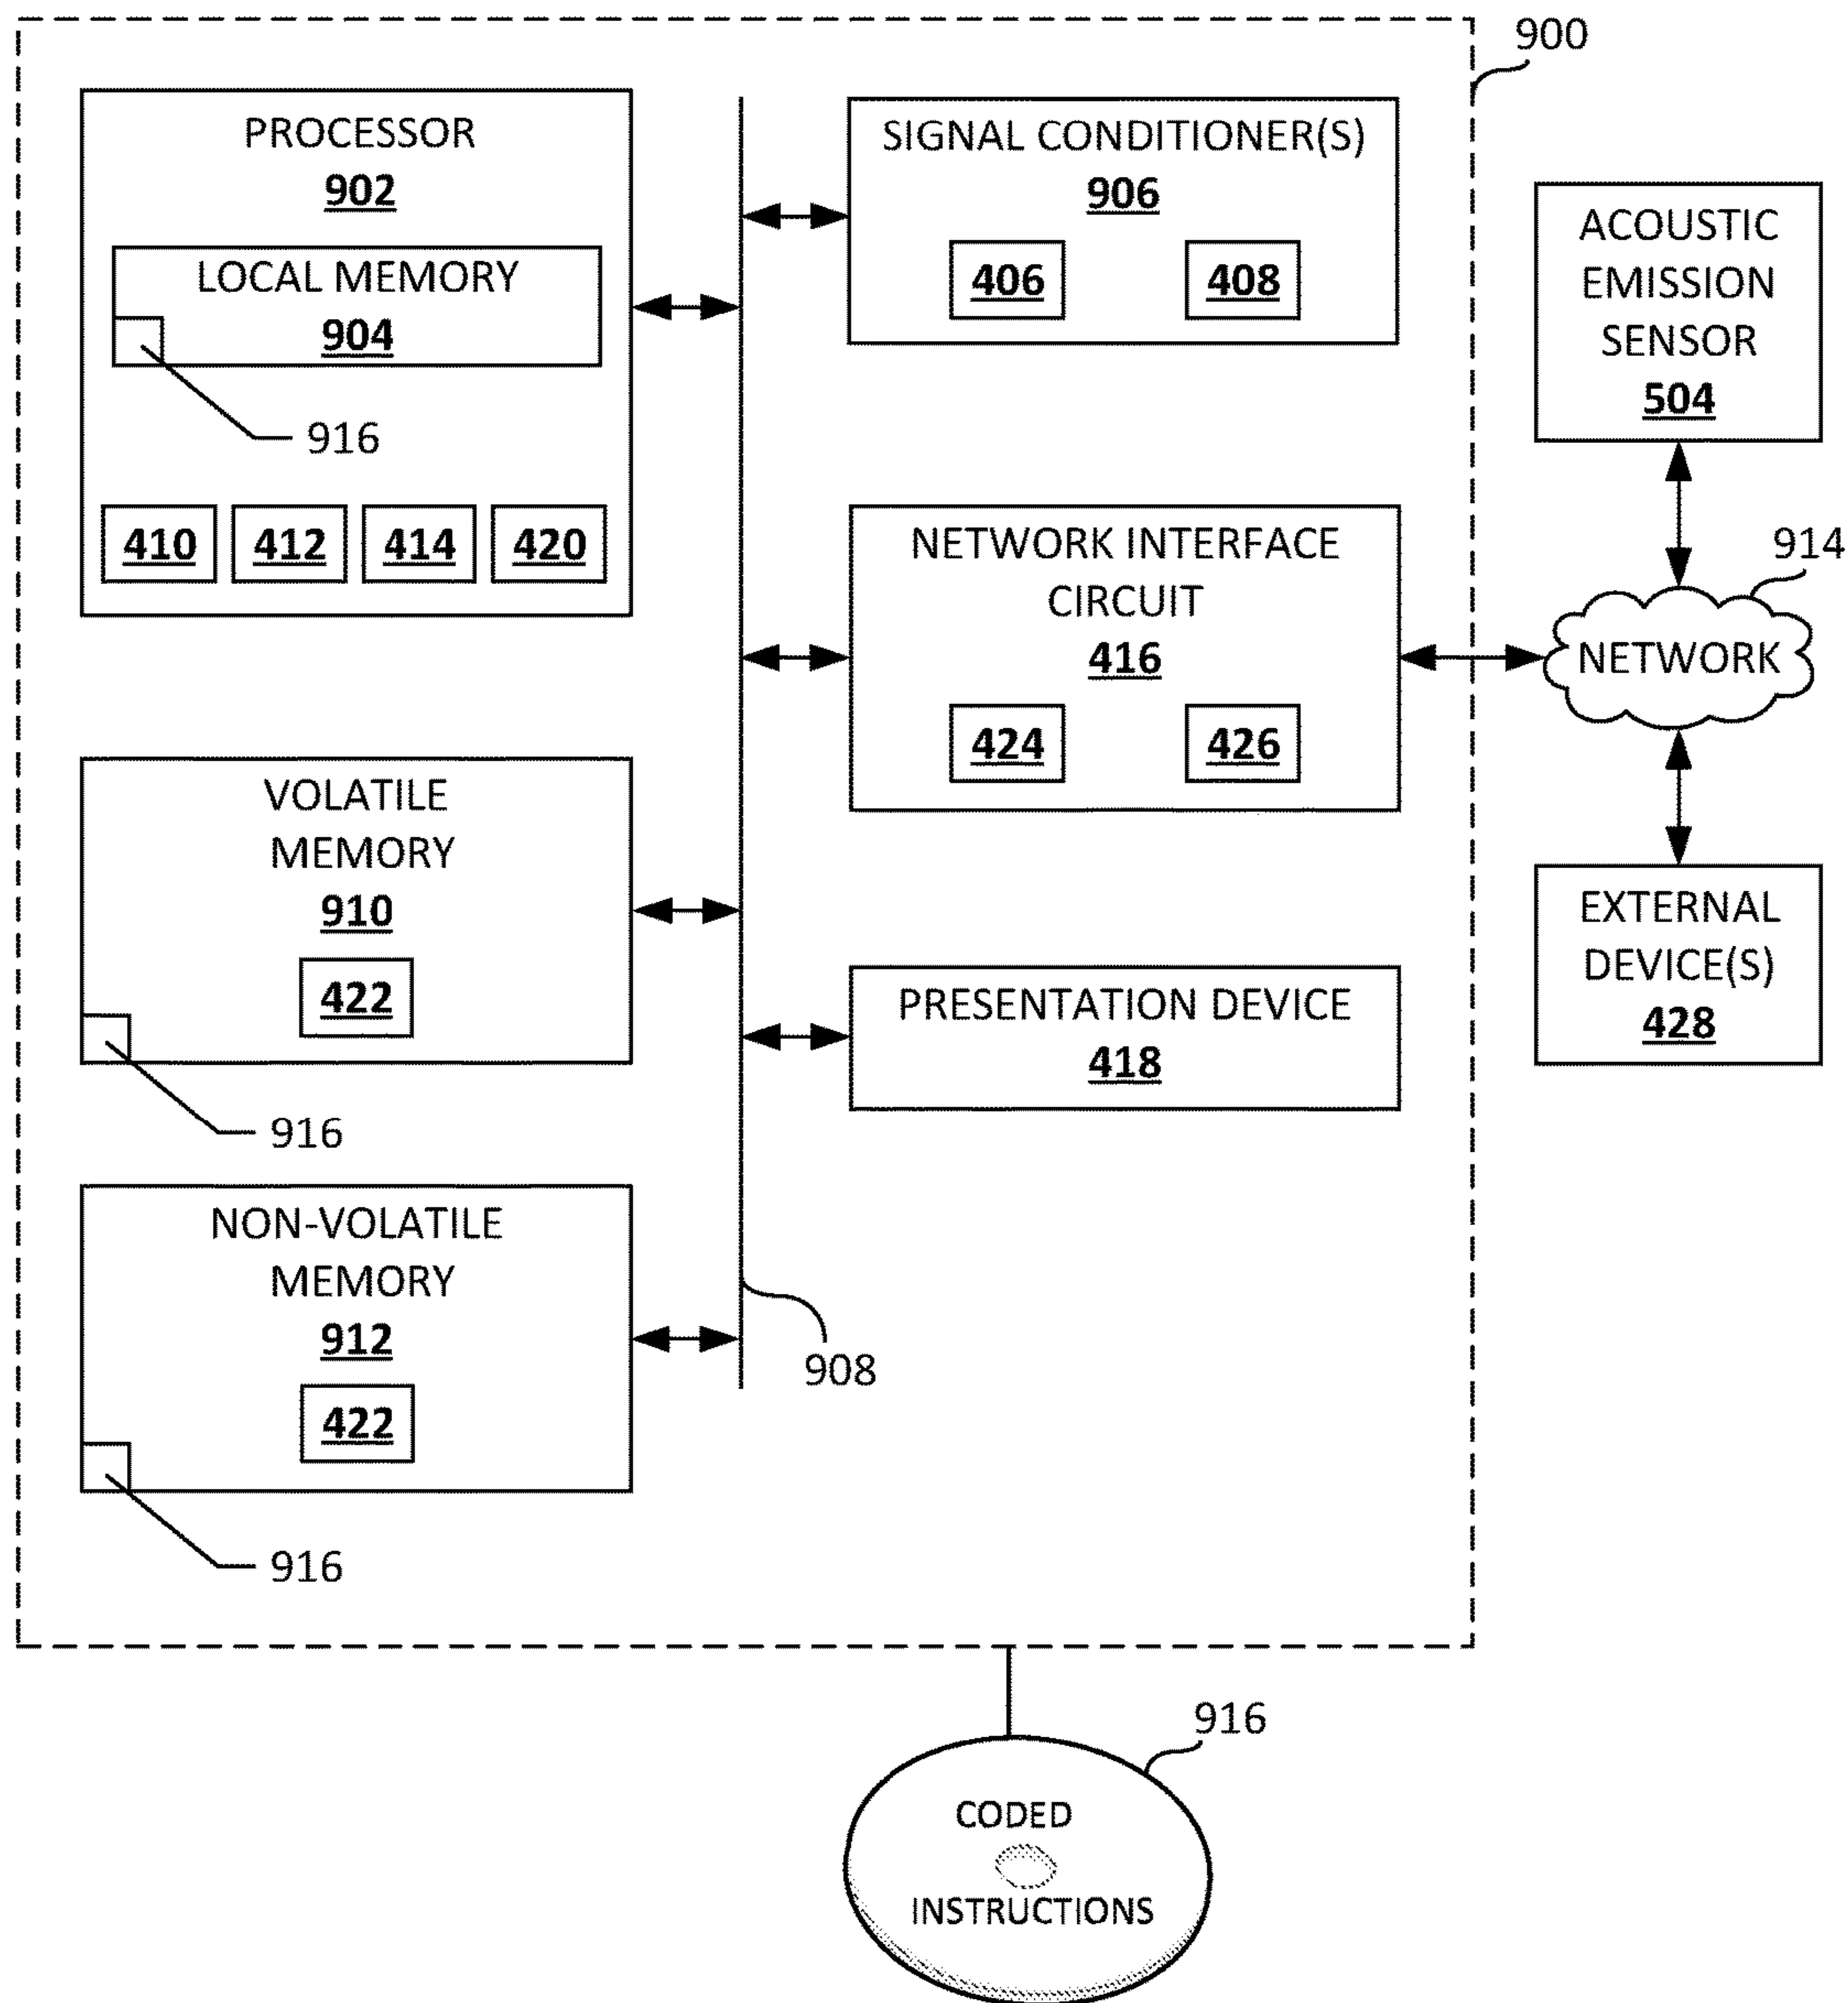 900
PROCESSOR
902
LOCAL MEMORY
904
916
410 412 414 420
SIGNAL CONDITIONER(S)
906
406 408
ACOUSTIC
EMISSION
SENSOR
504
NETWORK INTERFACE
CIRCUIT
416
424 426
914
NETWORK
VOLATILE
MEMORY
910
422
916
PRESENTATION DEVICE
418
EXTERNAL
DEVICE(S)
428
NON-VOLATILE
MEMORY
912
422
916
908
916
CODED
INSTRUCTIONS